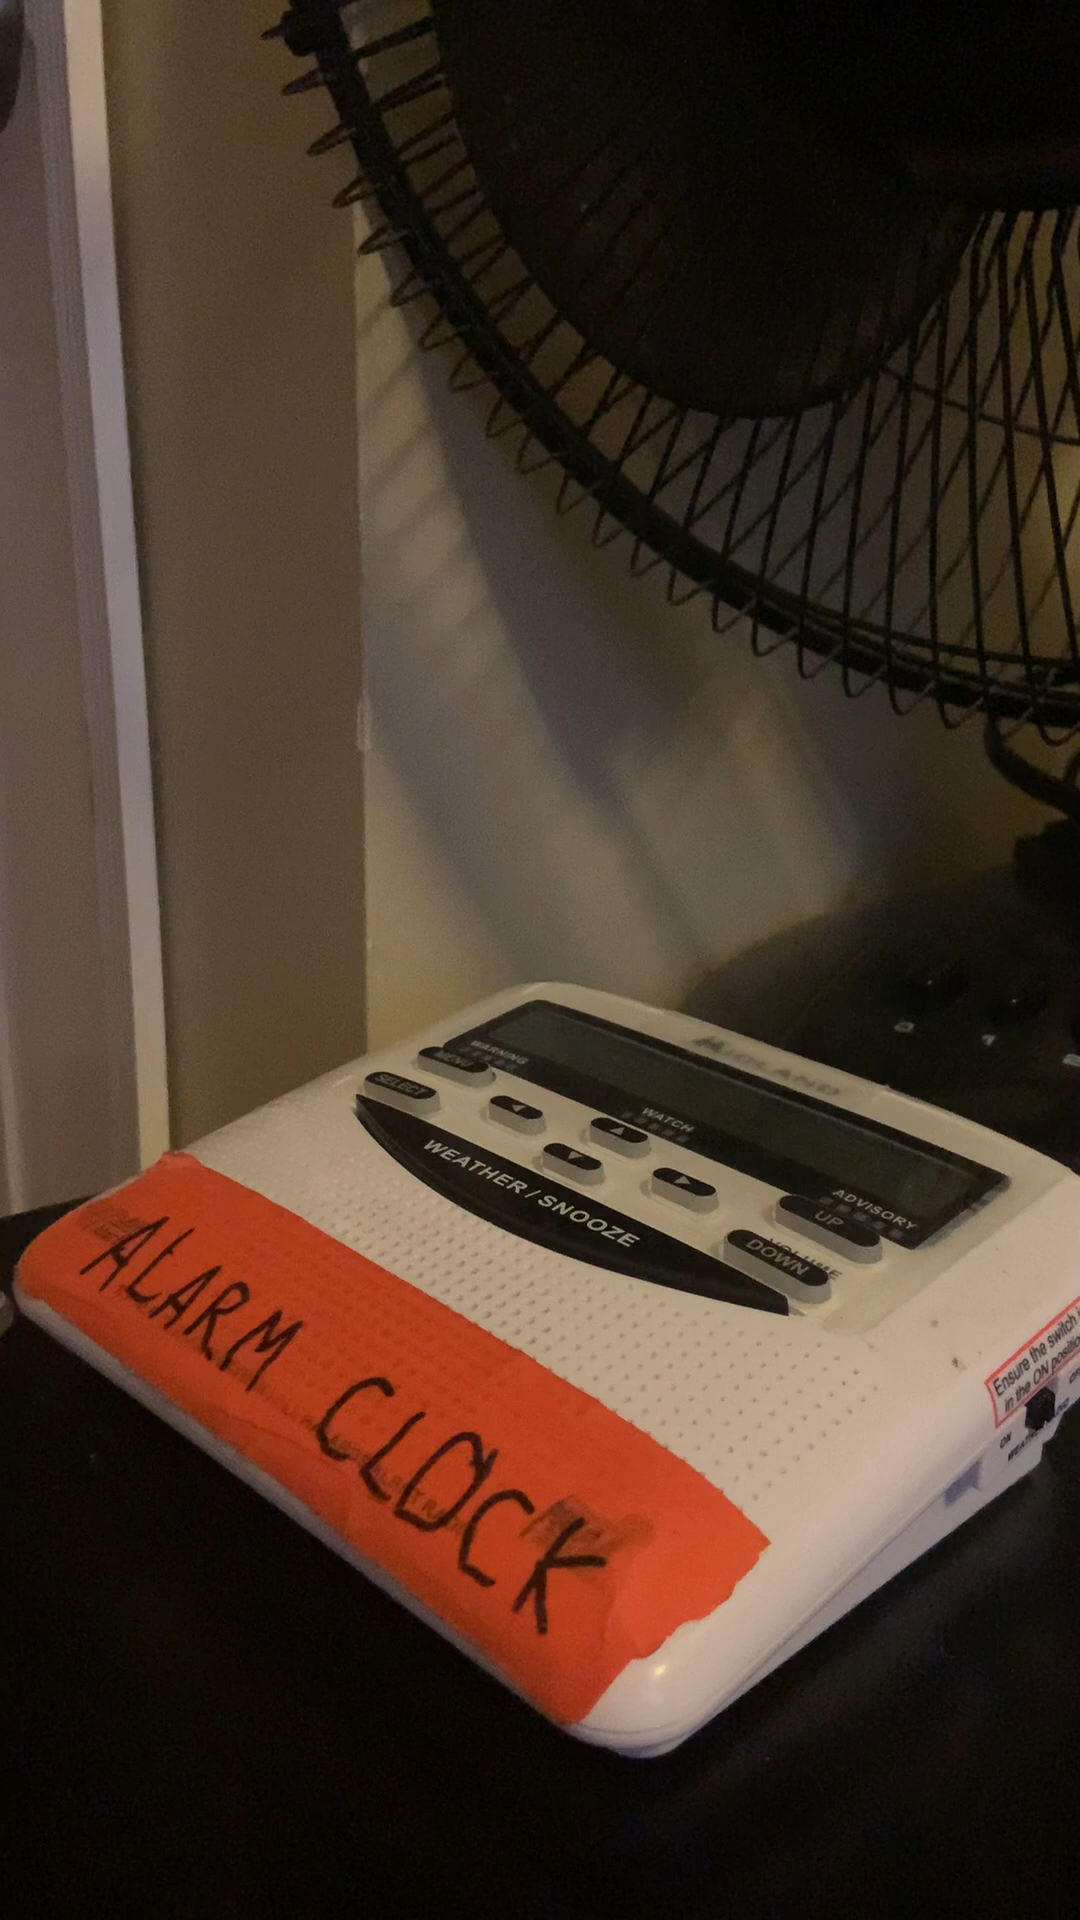 MIDLAND
WARNING
MENU
SELECT
WATCH
WEATHER / SNOOZE
ADVISORY
UP
VOLUME
DOWN
Ensure the switch
in the ON position
ON
ALARM CLOCK